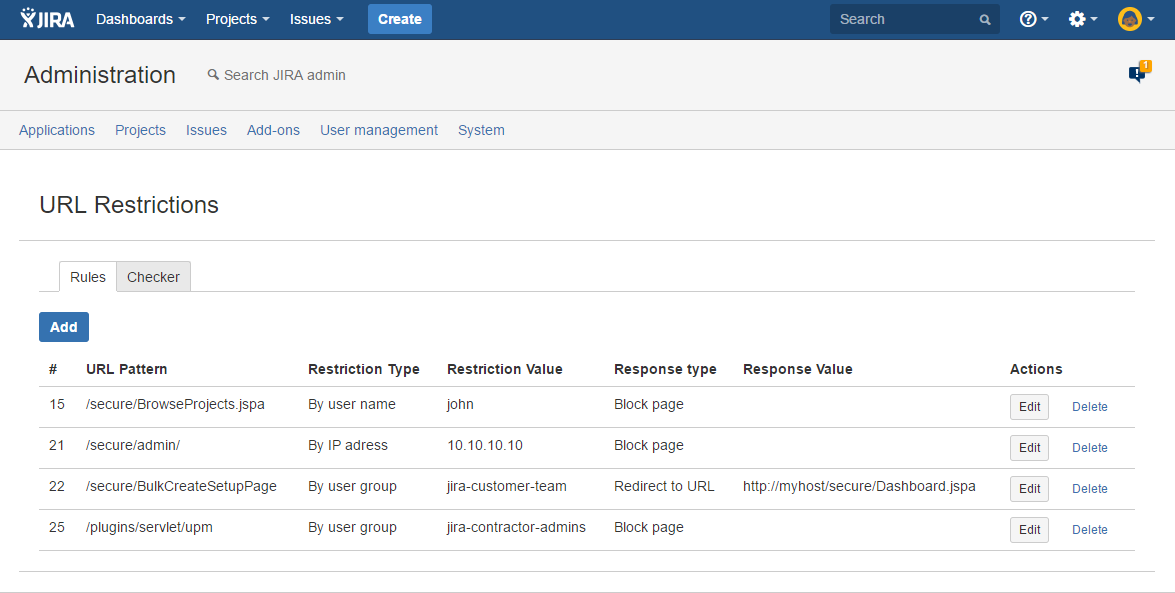 JIRA Dashboards Projects Issues Create Search
Administration Search JIRA admin 1
Applications Projects Issues Add-ons User management System
URL Restrictions
Rules Checker
Add
# URL Pattern Restriction Type Restriction Value Response type Response Value Actions
15 /secure/BrowseProjects.jspa By user name john Block page Edit Delete
21 /secure/admin/ By IP adress 10.10.10.10 Block page Edit Delete
22 /secure/BulkCreateSetupPage By user group jira-customer-team Redirect to URL http://myhost/secure/Dashboard.jspa Edit Delete
25 /plugins/servlet/upm By user group jira-contractor-admins Block page Edit Delete